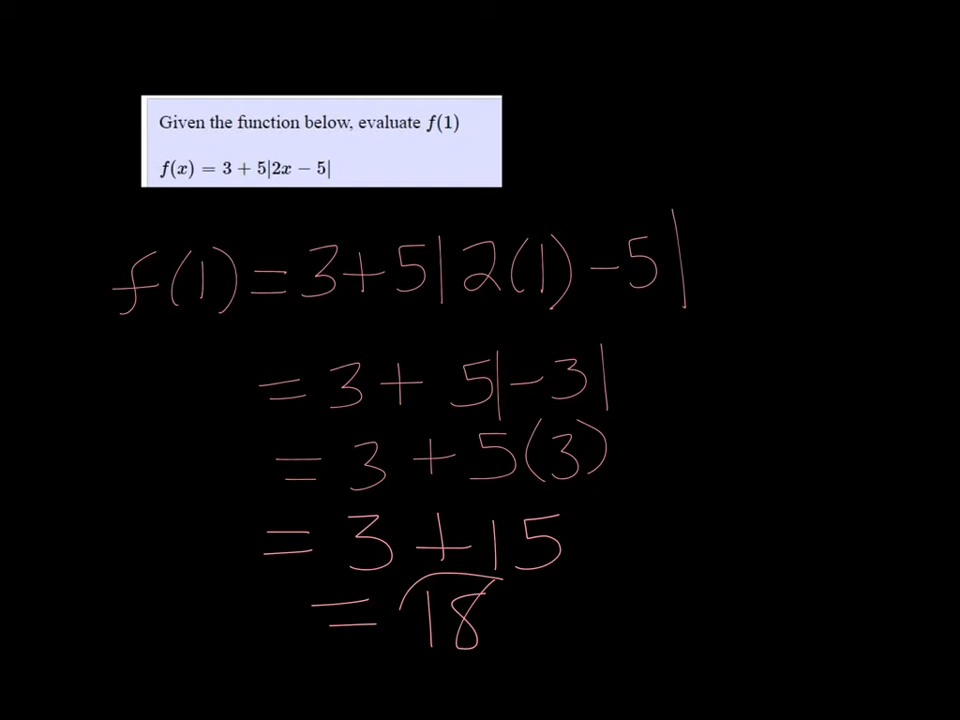 Given the function below, evaluate f(1)
f(x) = 3 + 5|2x − 5|
f(1) = 3 + 5|2(1) − 5|
= 3 + 5|−3|
= 3 + 5(3)
= 3 + 15
= 18